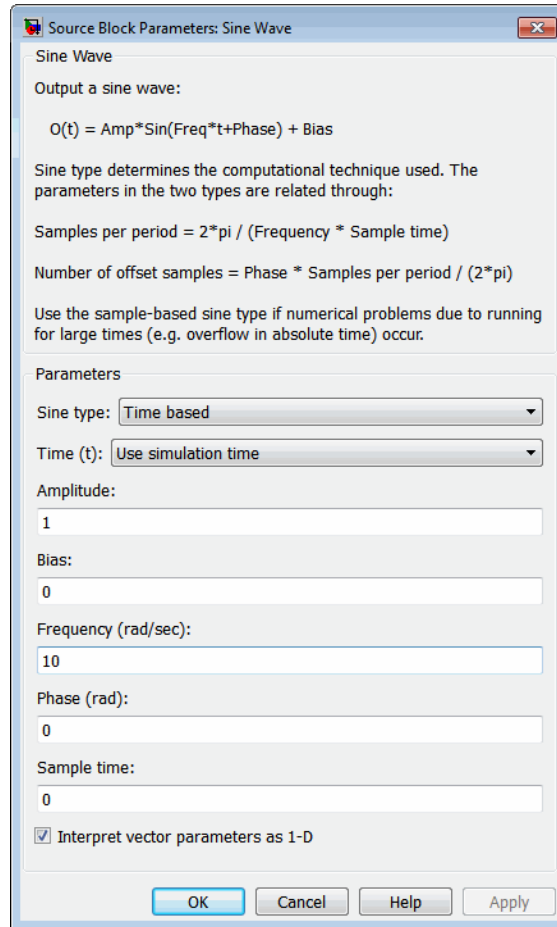 Source Block Parameters: Sine Wave
Sine Wave
Output a sine wave:
O(t) = Amp*Sin(Freq*t+Phase) + Bias
Sine type determines the computational technique used. The
parameters in the two types are related through:
Samples per period = 2*pi / (Frequency * Sample time)
Number of offset samples = Phase * Samples per period / (2*pi)
Use the sample-based sine type if numerical problems due to running
for large times (e.g. overflow in absolute time) occur.
Parameters
Sine type: Time based
Time (t): Use simulation time
Amplitude:
1
Bias:
0
Frequency (rad/sec):
10
Phase (rad):
0
Sample time:
0
Interpret vector parameters as 1-D
OK Cancel Help Apply